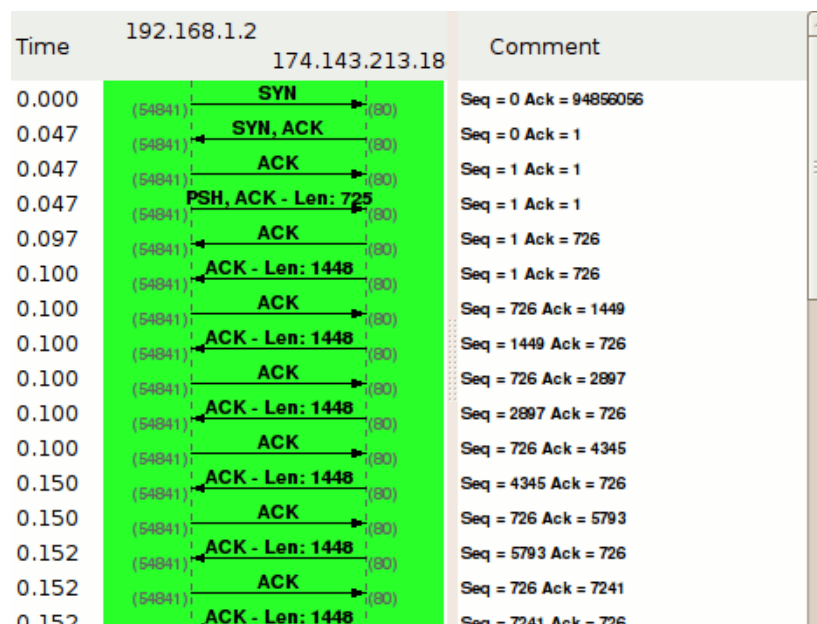 Time 192.168.1.2 174.143.213.18 Comment
0.000 (54841) SYN (80) Seq = 0 Ack = 94856056
0.047 (54841) SYN, ACK (80) Seq = 0 Ack = 1
0.047 (54841) ACK (80) Seq = 1 Ack = 1
0.047 (54841) PSH, ACK - Len: 725 (80) Seq = 1 Ack = 1
0.097 (54841) ACK (80) Seq = 1 Ack = 726
0.100 (54841) ACK - Len: 1448 (80) Seq = 1 Ack = 726
0.100 (54841) ACK (80) Seq = 726 Ack = 1449
0.100 (54841) ACK - Len: 1448 (80) Seq = 1449 Ack = 726
0.100 (54841) ACK (80) Seq = 726 Ack = 2897
0.100 (54841) ACK - Len: 1448 (80) Seq = 2897 Ack = 726
0.100 (54841) ACK (80) Seq = 726 Ack = 4345
0.150 (54841) ACK - Len: 1448 (80) Seq = 4345 Ack = 726
0.150 (54841) ACK (80) Seq = 726 Ack = 5793
0.152 (54841) ACK - Len: 1448 (80) Seq = 5793 Ack = 726
0.152 (54841) ACK (80) Seq = 726 Ack = 7241
0.152 ACK - Len: 1448 Seq = 7241 Ack = 726